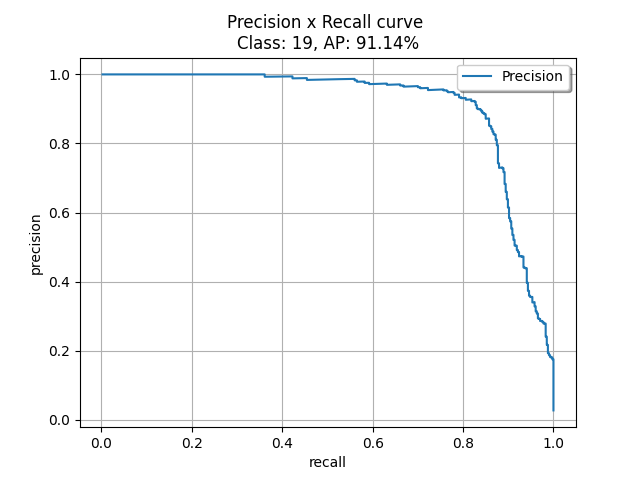 Precision x Recall curve
Class: 19, AP: 91.14%
Precision
1.0
0.8
0.6
0.4
0.2
0.0
precision
0.0 0.2 0.4 0.6 0.8 1.0
recall